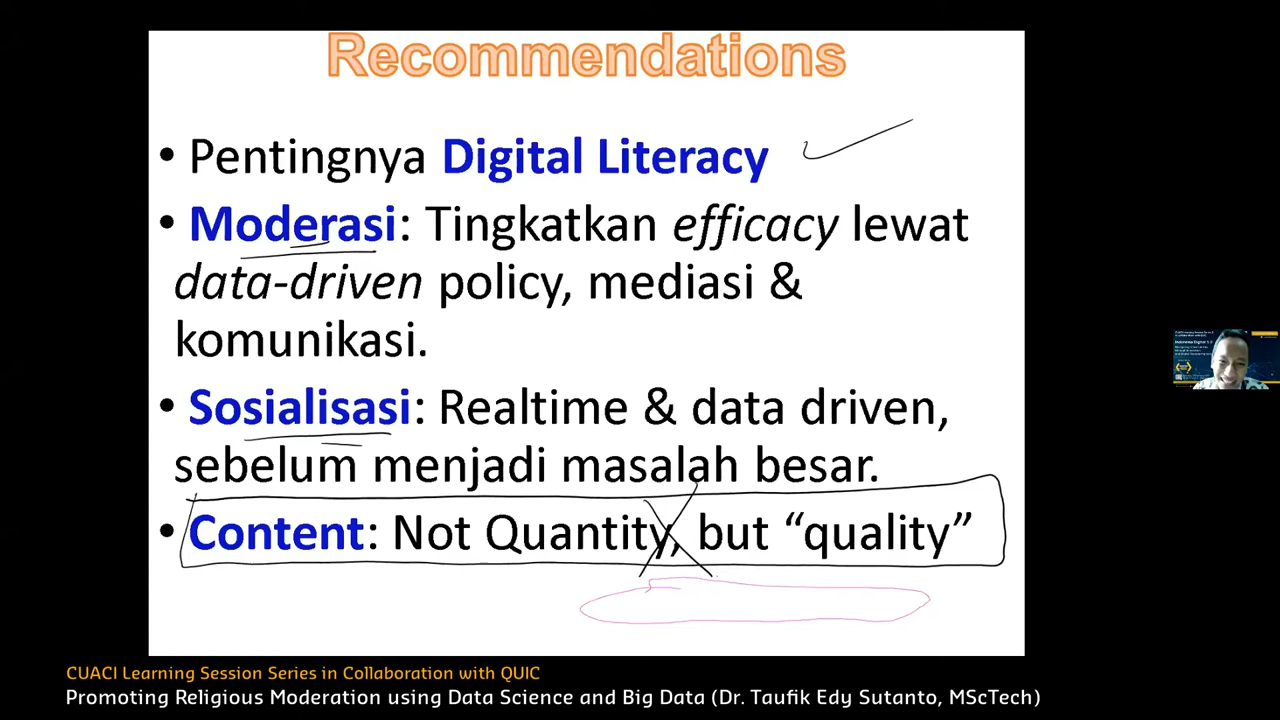 Recommendations
• Pentingnya Digital Literacy
• Moderasi: Tingkatkan efficacy lewat
data-driven policy, mediasi &
komunikasi.
• Sosialisasi: Realtime & data driven,
sebelum menjadi masalah besar.
• Content: Not Quantity, but “quality”
CUACI Learning Session Series in Collaboration with QUIC
Promoting Religious Moderation using Data Science and Big Data (Dr. Taufik Edy Sutanto, MScTech)